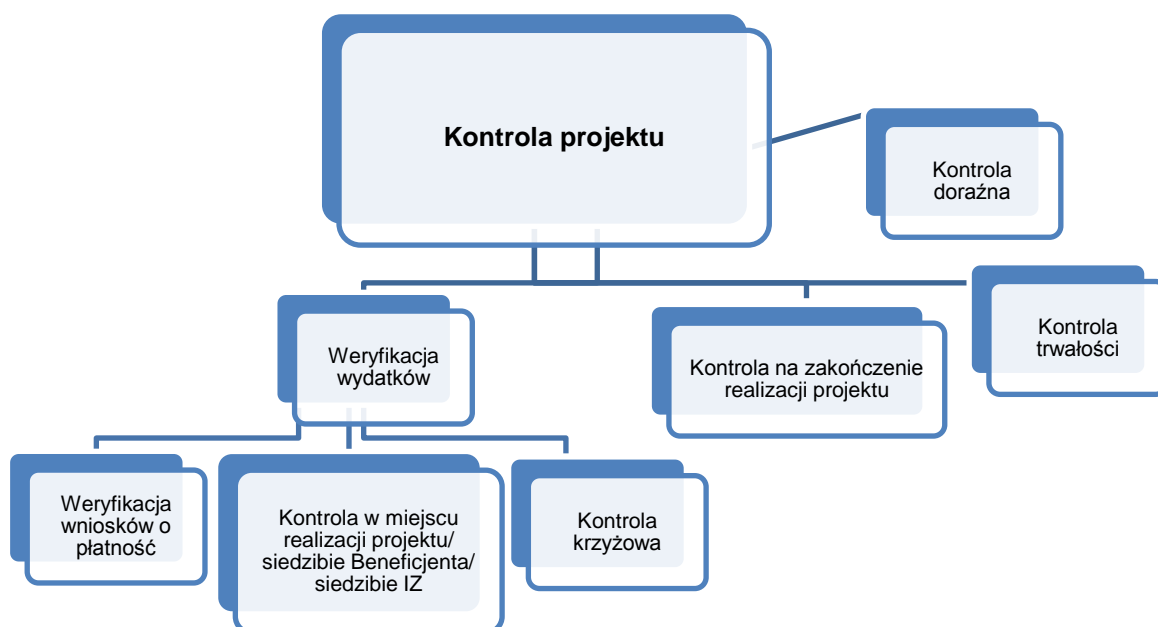 Kontrola projektu
Kontrola
doraźna
Weryfikacja
wydatków
Kontrola na zakończenie
realizacji projektu
Kontrola
trwałości
Weryfikacja
wniosków o
płatność
Kontrola w miejscu
realizacji projektu/
siedzibie Beneficjenta/
siedzibie IZ
Kontrola
krzyżowa